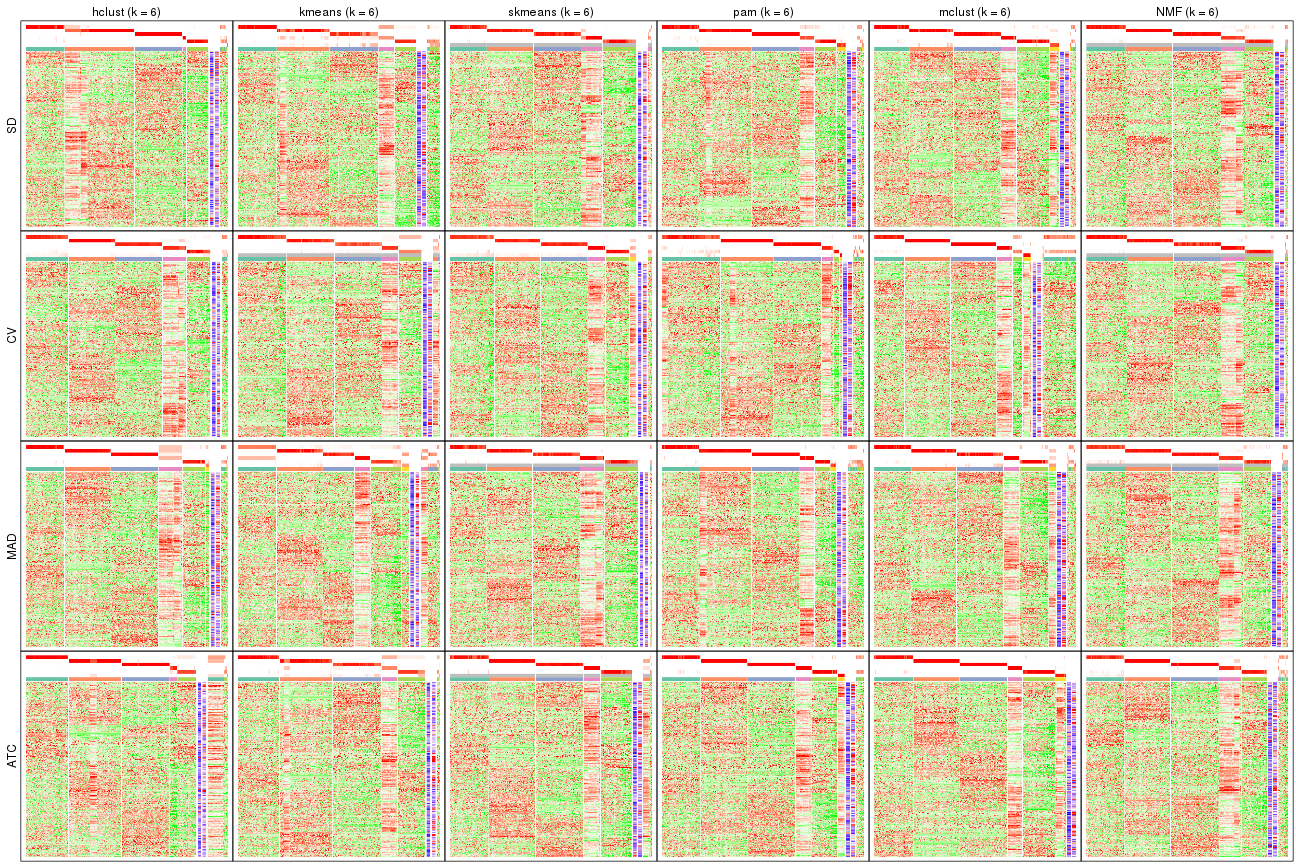 hclust (k = 6) kmeans (k = 6) skmeans (k = 6) pam (k = 6) mclust (k = 6) NMF (k = 6)
SD
CV
MAD
ATC